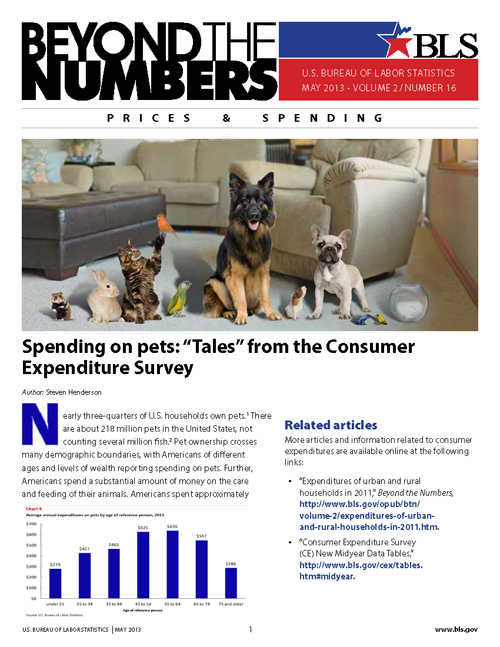 BEYOND THE
NUMBERS
BLS
U.S. BUREAU OF LABOR STATISTICS
MAY 2013 • VOLUME 2 / NUMBER 16
PRICES & SPENDING
Spending on pets: “Tales” from the Consumer
Expenditure Survey
Author: Steven Henderson
Nearly three-quarters of U.S. households own pets.¹ There
are about 218 million pets in the United States, not
counting several million fish.² Pet ownership crosses
many demographic boundaries, with Americans of different
ages and levels of wealth reporting spending on pets. Further,
Americans spend a substantial amount of money on the care
and feeding of their animals. Americans spent approximately
Chart 4
Average annual expenditures on pets by age of reference person, 2011
$700
$600
$500
$400
$300
$200
$100
$0
$279
$427
$465
$625
$636
$547
$286
under 25
25 to 34
35 to 44
45 to 54
55 to 64
65 to 74
75 and older
Age of reference person
Source: U.S. Bureau of Labor Statistics
Related articles
More articles and information related to consumer
expenditures are available online at the following
links:
• “Expenditures of urban and rural
households in 2011,” Beyond the Numbers,
http://www.bls.gov/opub/btn/
volume-2/expenditures-of-urban-
and-rural-households-in-2011.htm.
• “Consumer Expenditure Survey
(CE) New Midyear Data Tables,”
http://www.bls.gov/cex/tables.
htm#midyear.
U.S. BUREAU OF LABOR STATISTICS | MAY 2013
1
www.bls.gov